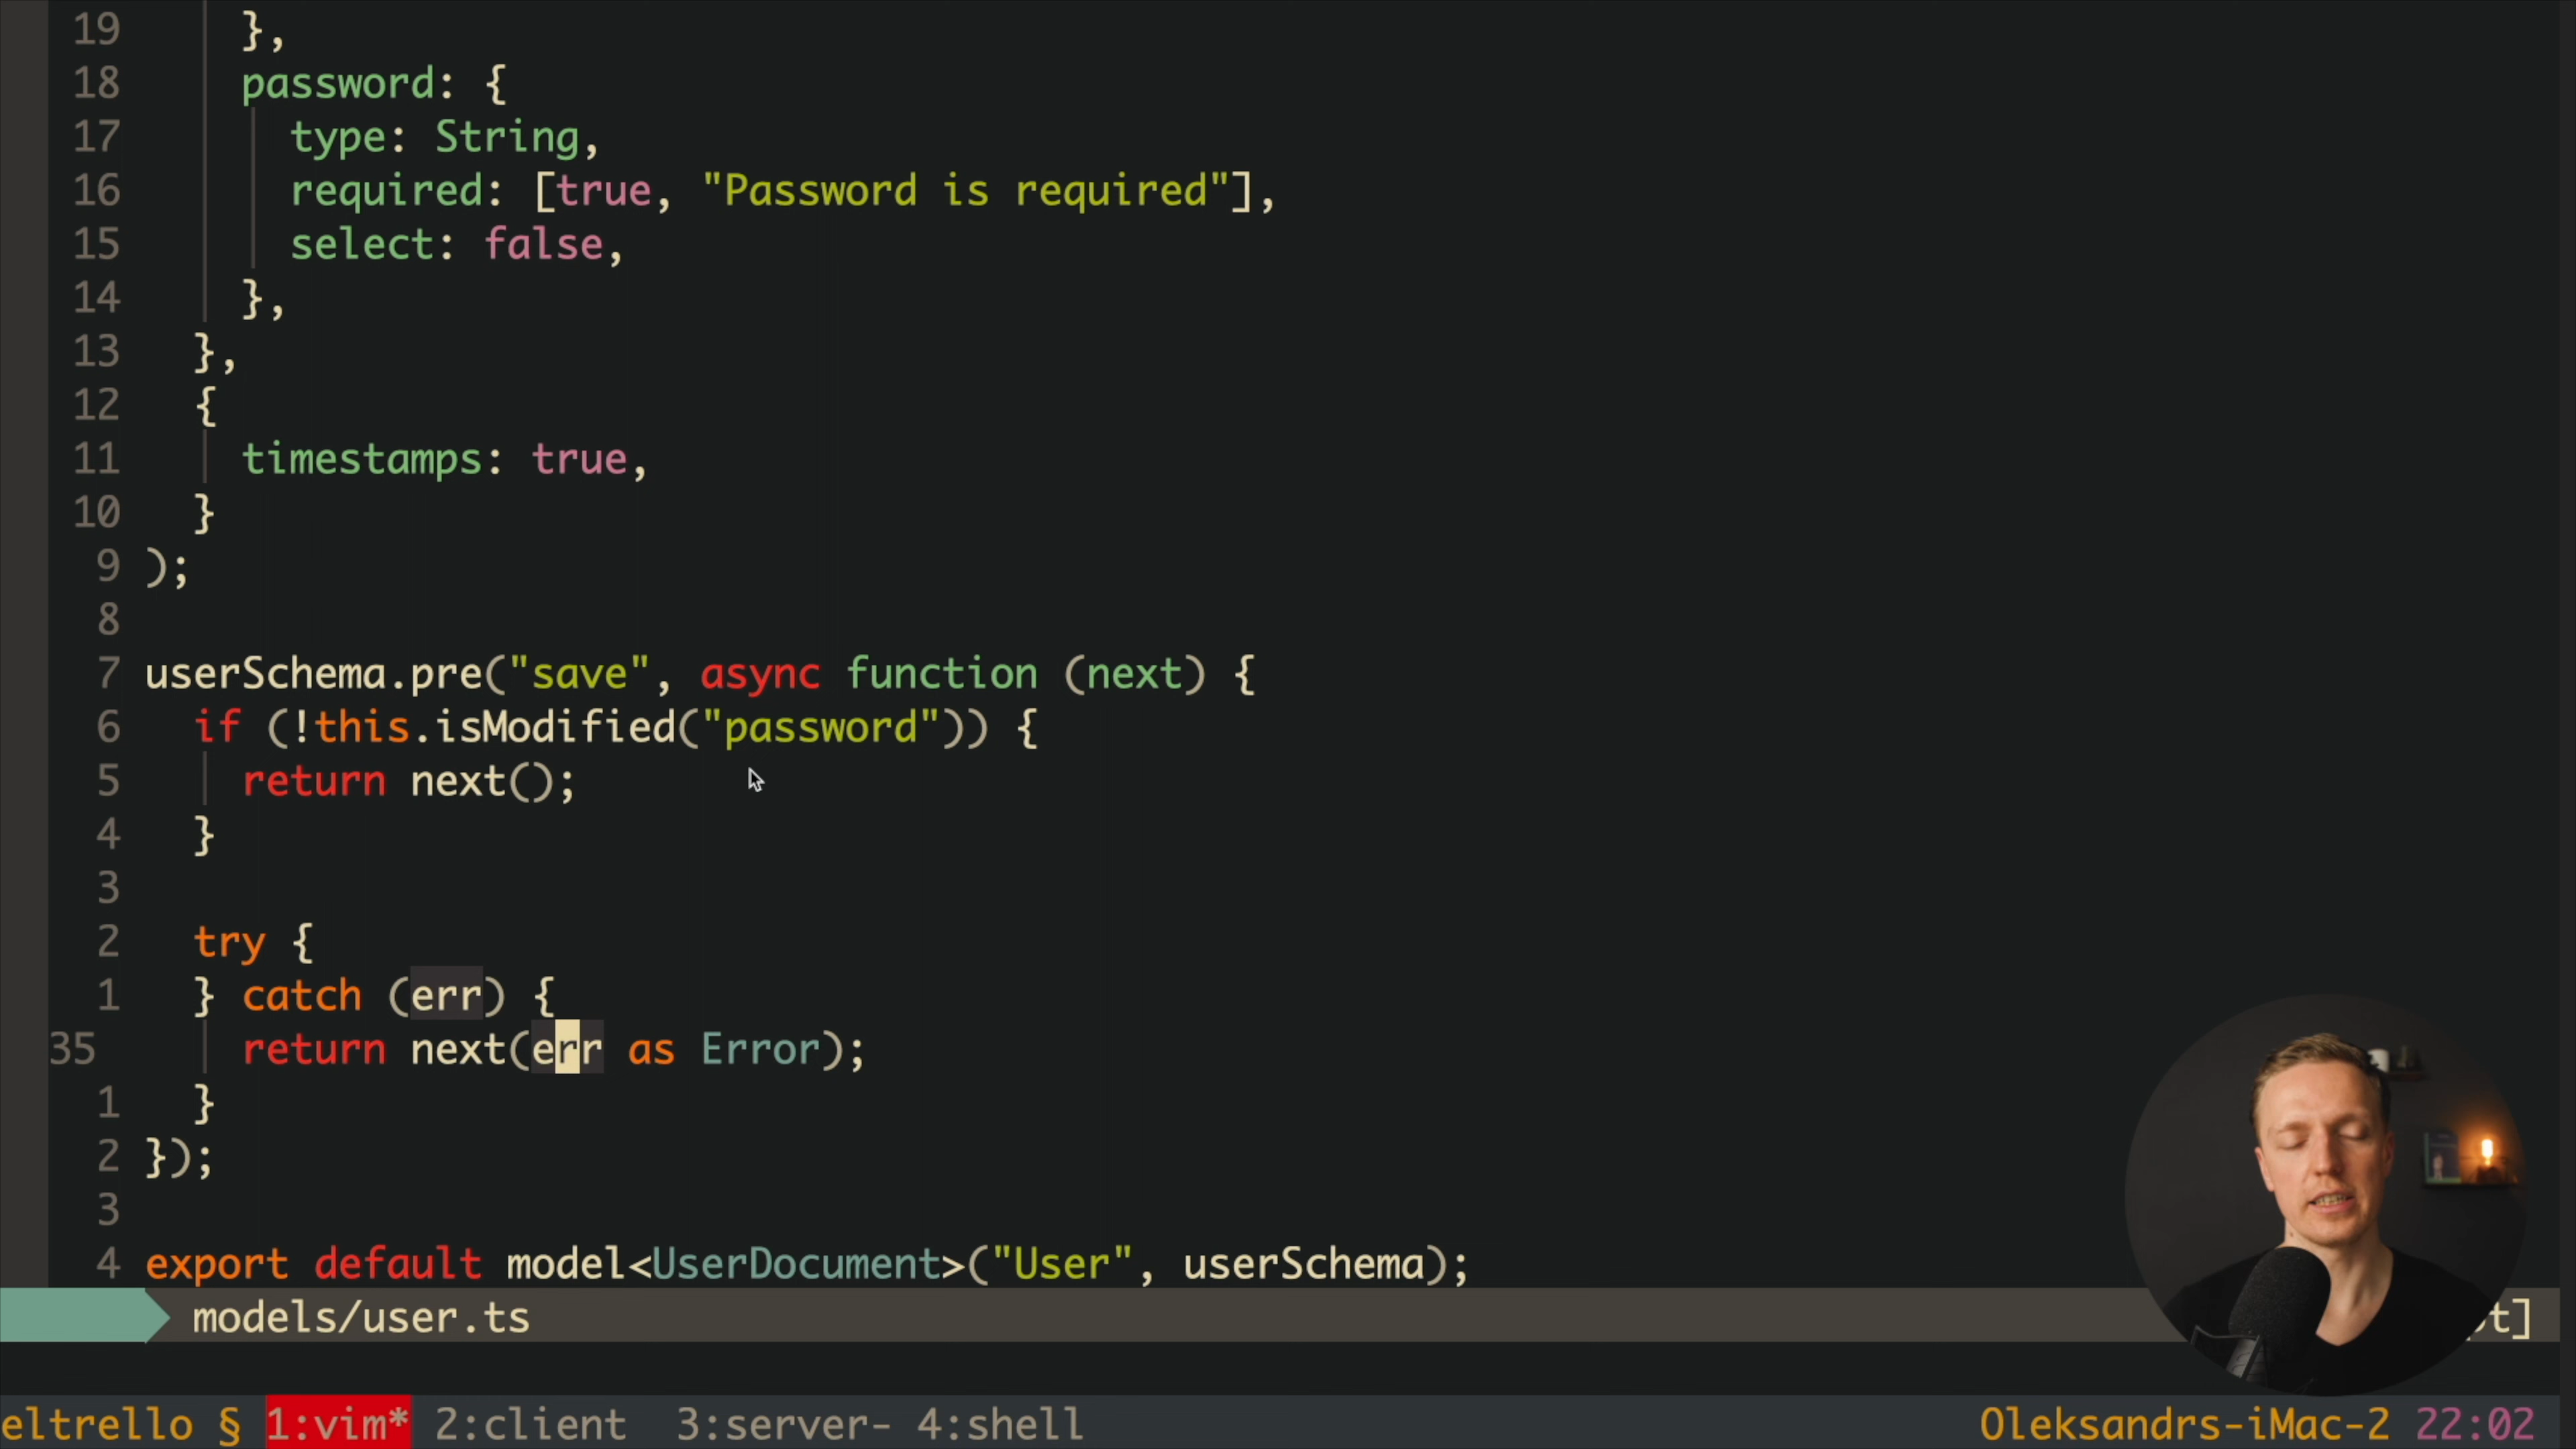 19 },
18 password: {
17 type: String,
16 required: [true, "Password is required"],
15 select: false,
14 },
13 },
12 {
11 timestamps: true,
10 }
9 );
8
7 userSchema.pre("save", async function (next) {
6 if (!this.isModified("password")) {
5 return next();
4 }
3
2 try {
1 } catch (err) {
35 return next(err as Error);
1 }
2 });
3
4 export default model<UserDocument>("User", userSchema);
models/user.ts t]
eltrello § 1:vim* 2:client 3:server- 4:shell Oleksandrs-iMac-2 22:02